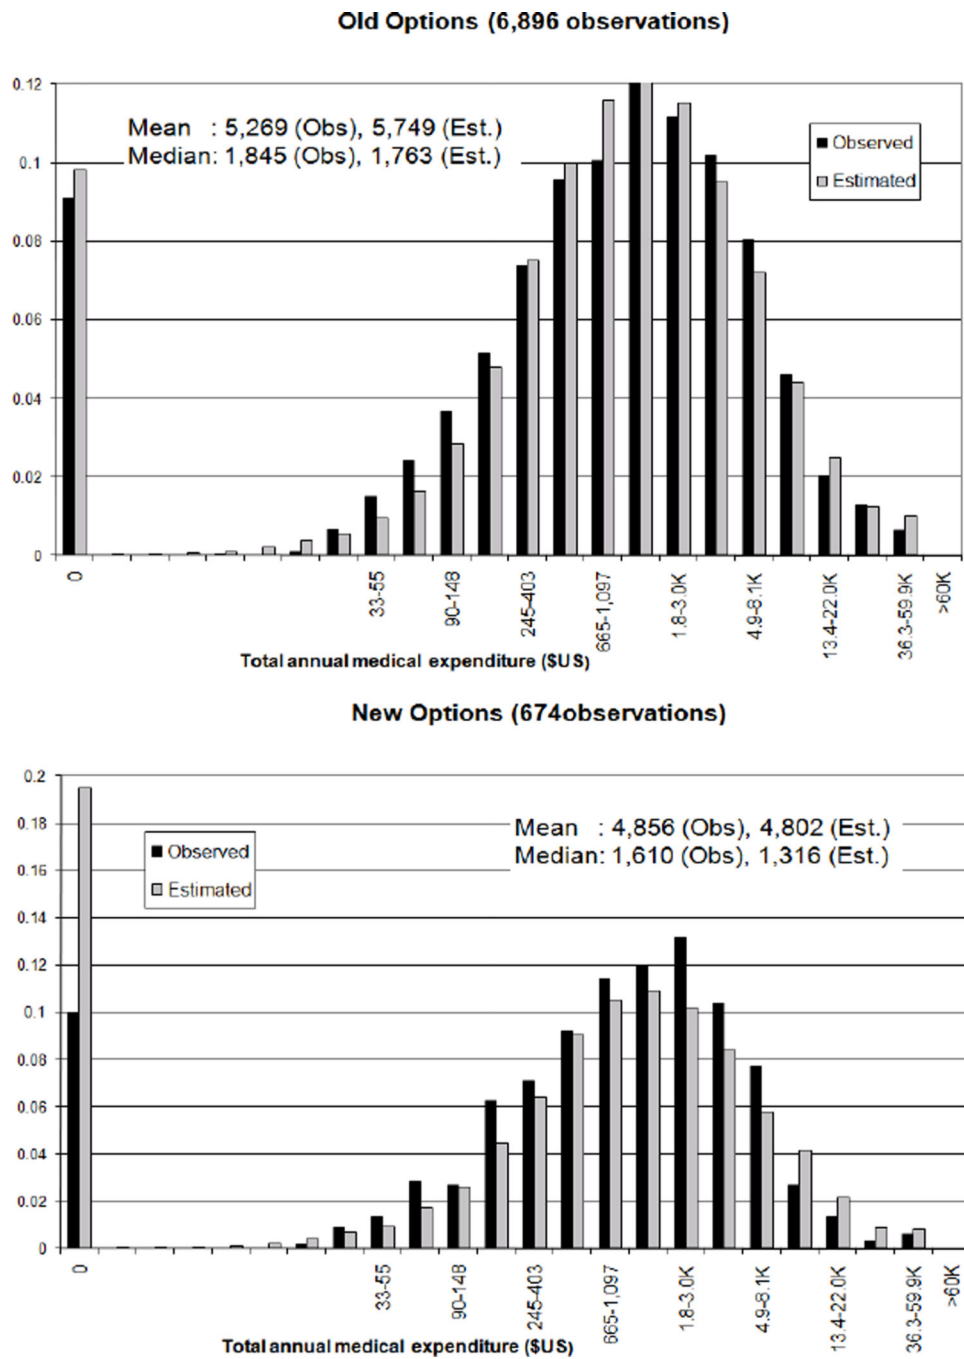 Old Options (6,896 observations)
0.12
Mean : 5,269 (Obs), 5,749 (Est.)
Median: 1,845 (Obs), 1,763 (Est.)
Observed
Estimated
0.1
0.08
0.06
0.04
0.02
0
0
33-55
90-148
245-403
665-1,097
1.8-3.0K
4.9-8.1K
13.4-22.0K
36.3-59.9K
>60K
Total annual medical expenditure ($US)
New Options (674observations)
0.2
0.18
Mean : 4,856 (Obs), 4,802 (Est.)
Median: 1,610 (Obs), 1,316 (Est.)
Observed
Estimated
0.16
0.14
0.12
0.1
0.08
0.06
0.04
0.02
0
0
33-55
90-148
245-403
665-1,097
1.8-3.0K
4.9-8.1K
13.4-22.0K
36.3-59.9K
>60K
Total annual medical expenditure ($US)